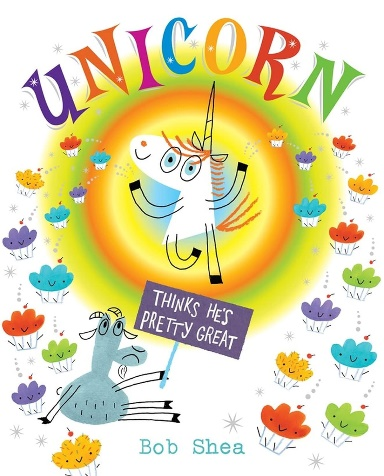 UNICORN
THINKS HE'S
PRETTY GREAT
Bob Shea